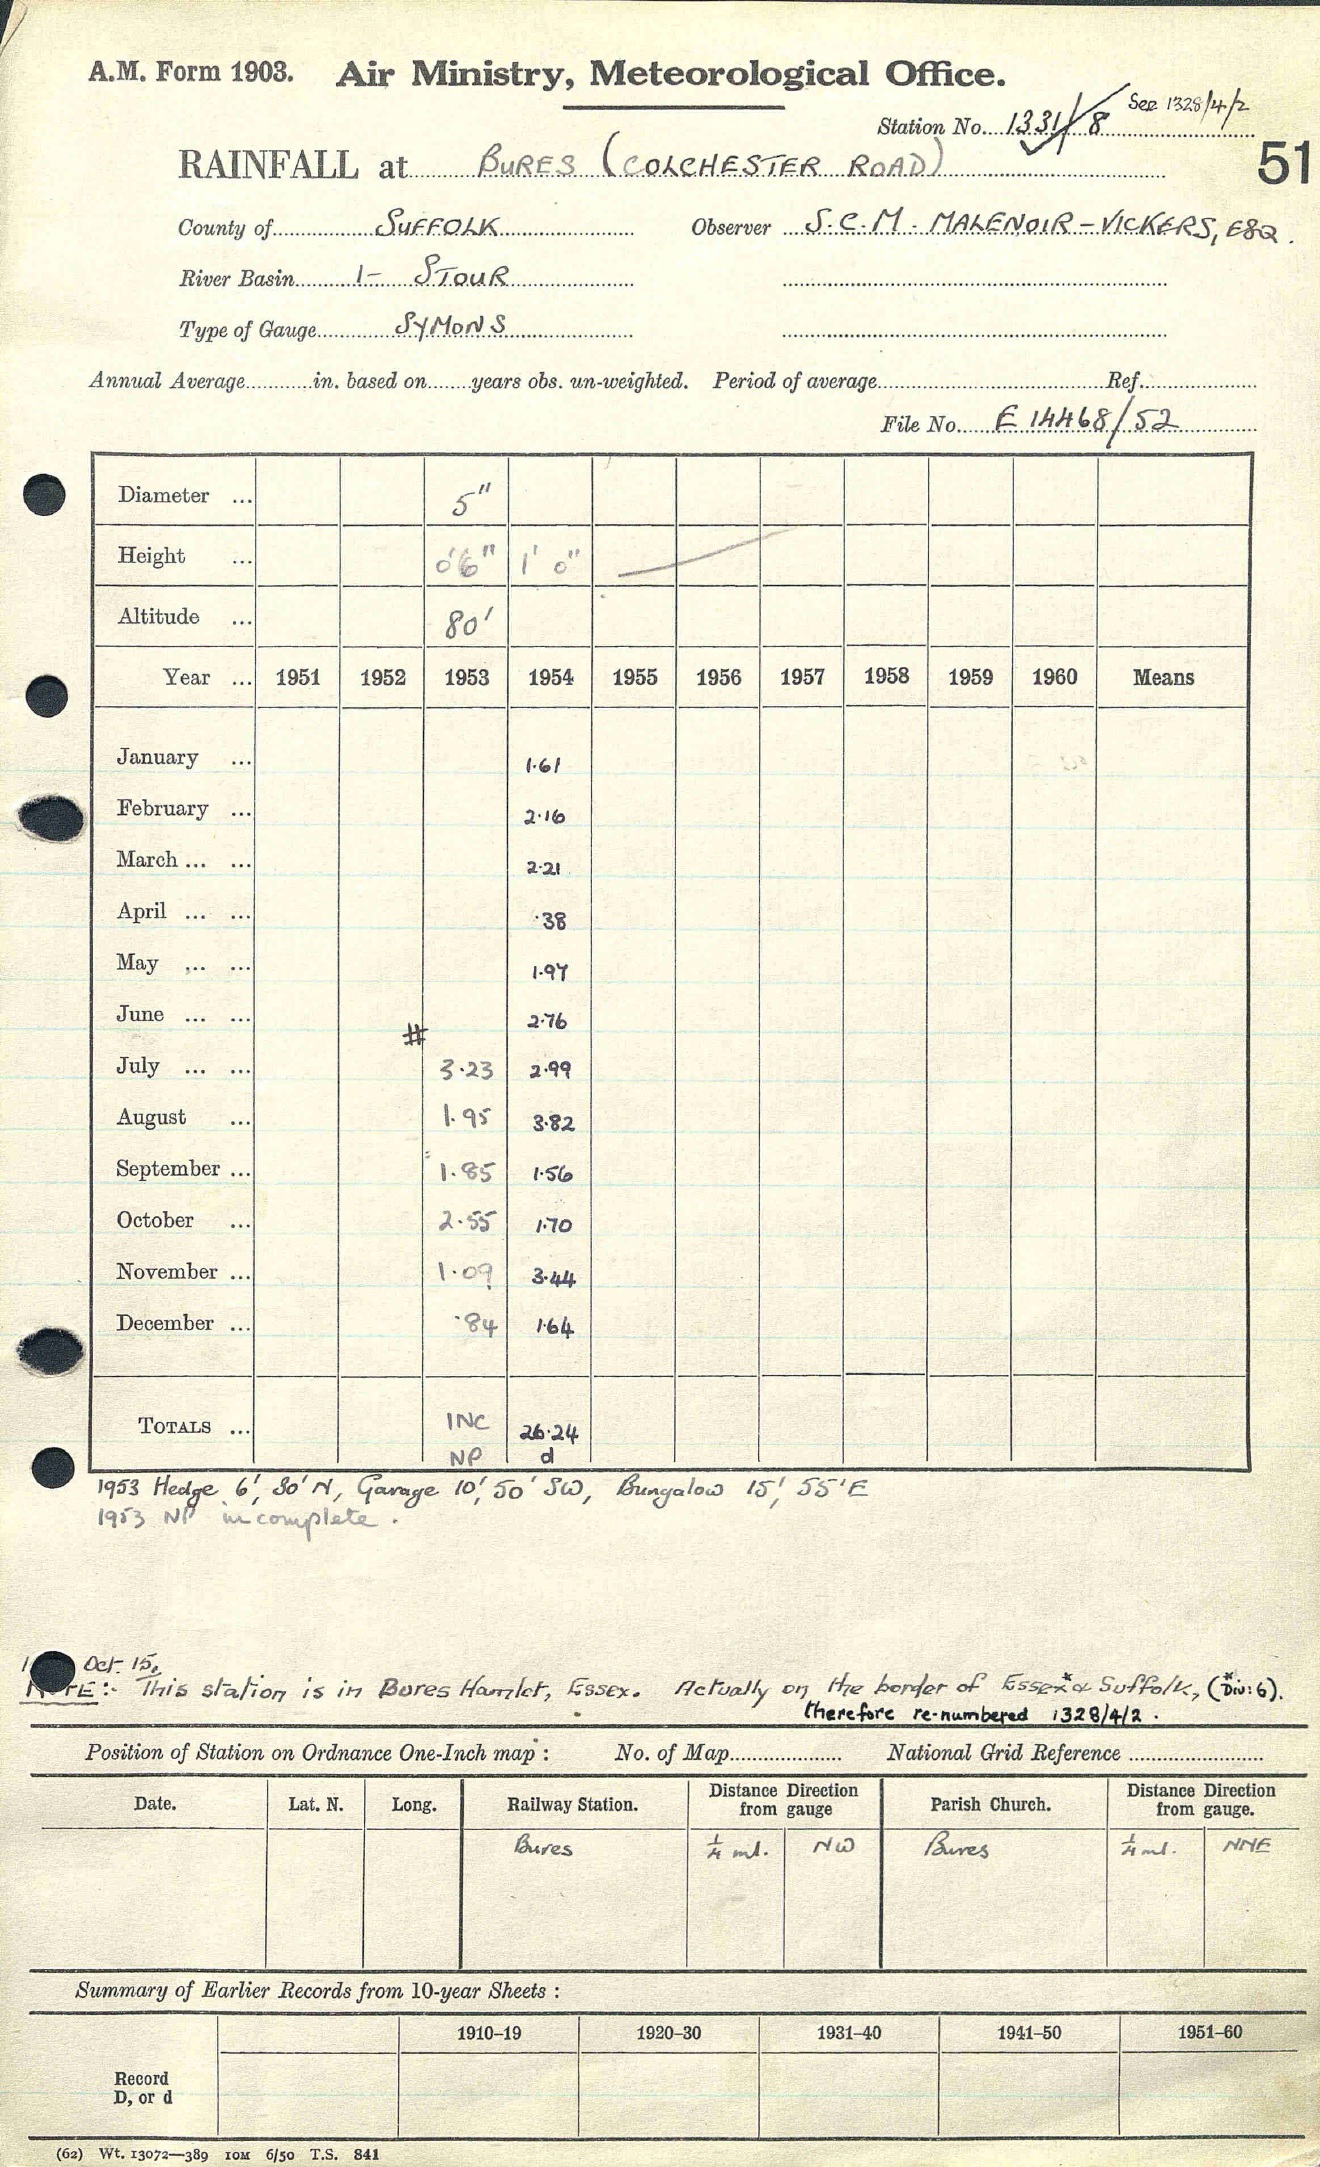 A.M. Form 1903. Air Ministry, Meteorological Office.
Station No. 1331/8 See 1328/4/2
RAINFALL at BURES (COLCHESTER ROAD) 51
County of SUFFOLK Observer S.C.M. MALENOIR-VICKERS, ESQ.
River Basin 1- STOUR
Type of Gauge SYMONS
Annual Average in. based on years obs. un-weighted. Period of average Ref.
File No. E 14468/52
Diameter ... 5"
Height ... 0'6" 1' 0"
Altitude ... 80'
Year ... 1951 1952 1953 1954 1955 1956 1957 1958 1959 1960 Means
January ... 1.61
February ... 2.16
March ... ... 2.21
April ... ... .38
May ... ... 1.97
June ... ... 2.76
#
July ... ... 3.23 2.99
August ... 1.95 3.82
September ... 1.85 1.56
October ... 2.55 1.70
November ... 1.09 3.44
December ... .84 1.64
TOTALS ... INC 26.24
NP d
1953 Hedge 6', 30' N, Garage 10', 50' SW, Bungalow 15', 55' E
1953 NP incomplete.
Oct. 15.
NOTE:- This station is in Bures Hamlet, Essex. Actually on the border of Essex* & Suffolk, (*Div: 6).
therefore re-numbered 1328/4/2.
Position of Station on Ordnance One-Inch map : No. of Map National Grid Reference
Date. Lat. N. Long. Railway Station. Distance Direction from gauge Parish Church. Distance Direction from gauge.
Bures ¼ ml. NW Bures ¼ ml. NNE
Summary of Earlier Records from 10-year Sheets :
1910–19 1920–30 1931–40 1941–50 1951–60
Record
D, or d
(62) Wt. 13072—389 10M 6/50 T.S. 841